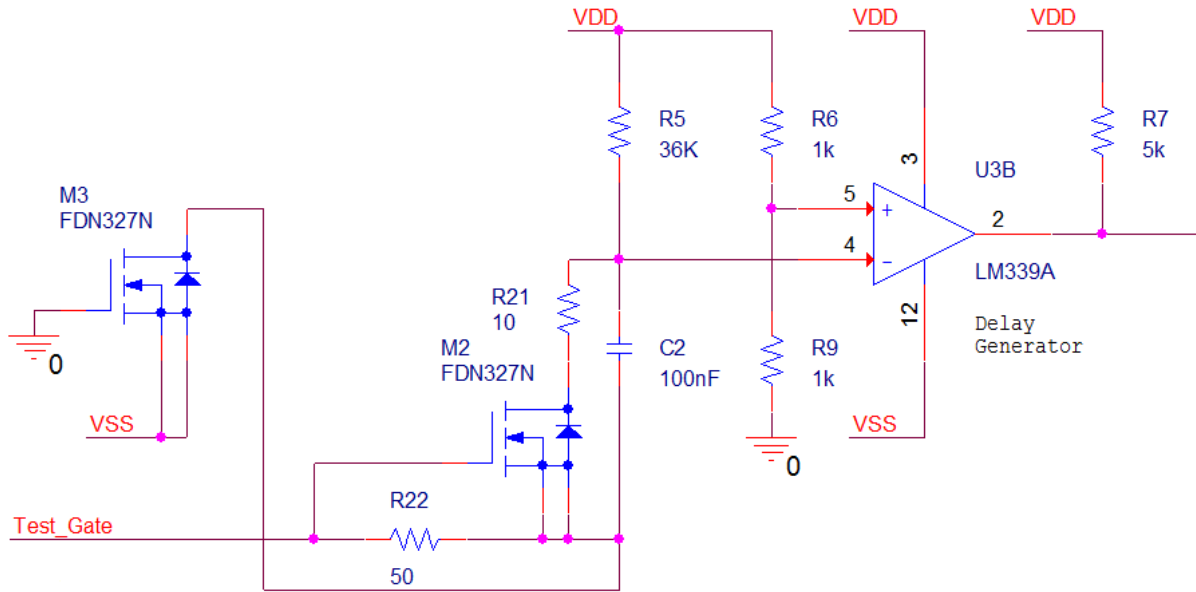 VDD
VDD
VDD
R5
36K
R6
1k
R7
5k
3
U3B
M3
FDN327N
5
+
2
4
−
LM339A
R21
10
12
Delay
Generator
0
M2
FDN327N
C2
100nF
R9
1k
VSS
VSS
0
R22
Test_Gate
50